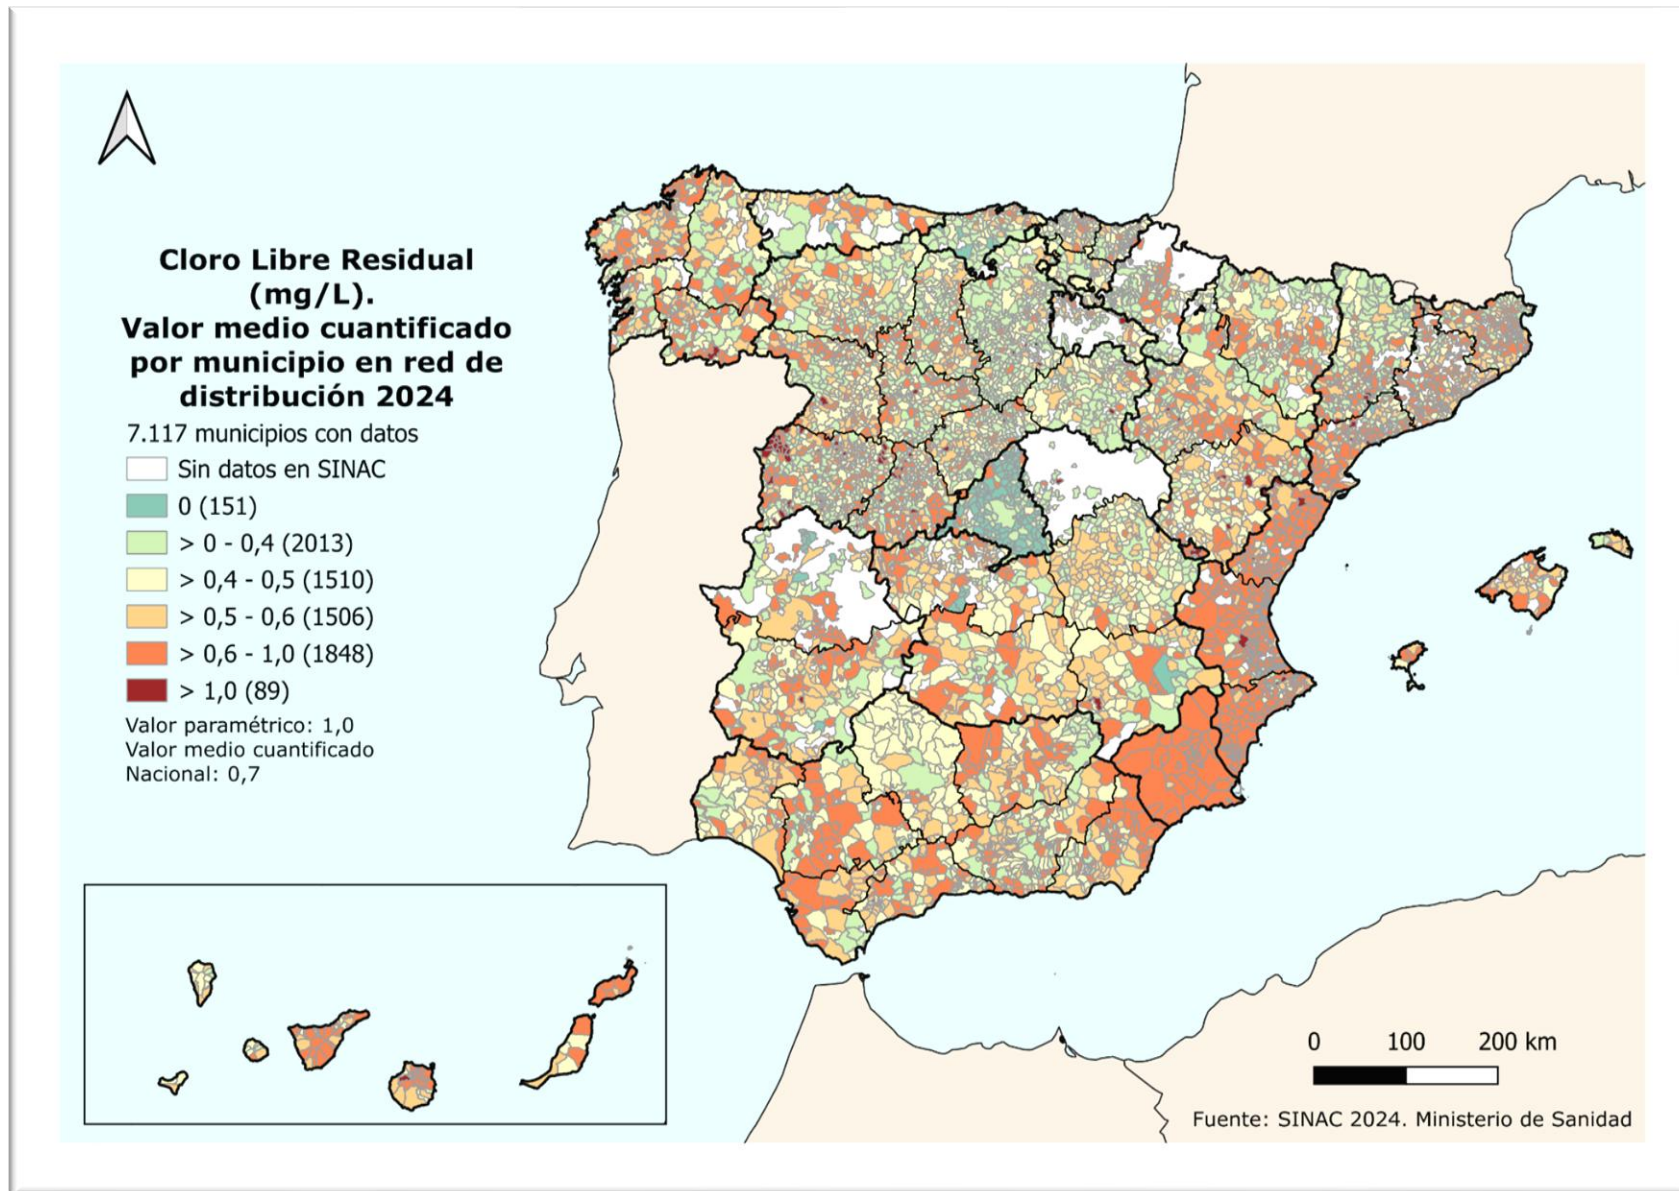 Cloro Libre Residual
(mg/L).
Valor medio cuantificado
por municipio en red de
distribución 2024
7.117 municipios con datos
Sin datos en SINAC
0 (151)
> 0 - 0,4 (2013)
> 0,4 - 0,5 (1510)
> 0,5 - 0,6 (1506)
> 0,6 - 1,0 (1848)
> 1,0 (89)
Valor paramétrico: 1,0
Valor medio cuantificado
Nacional: 0,7
0 100 200 km
Fuente: SINAC 2024. Ministerio de Sanidad